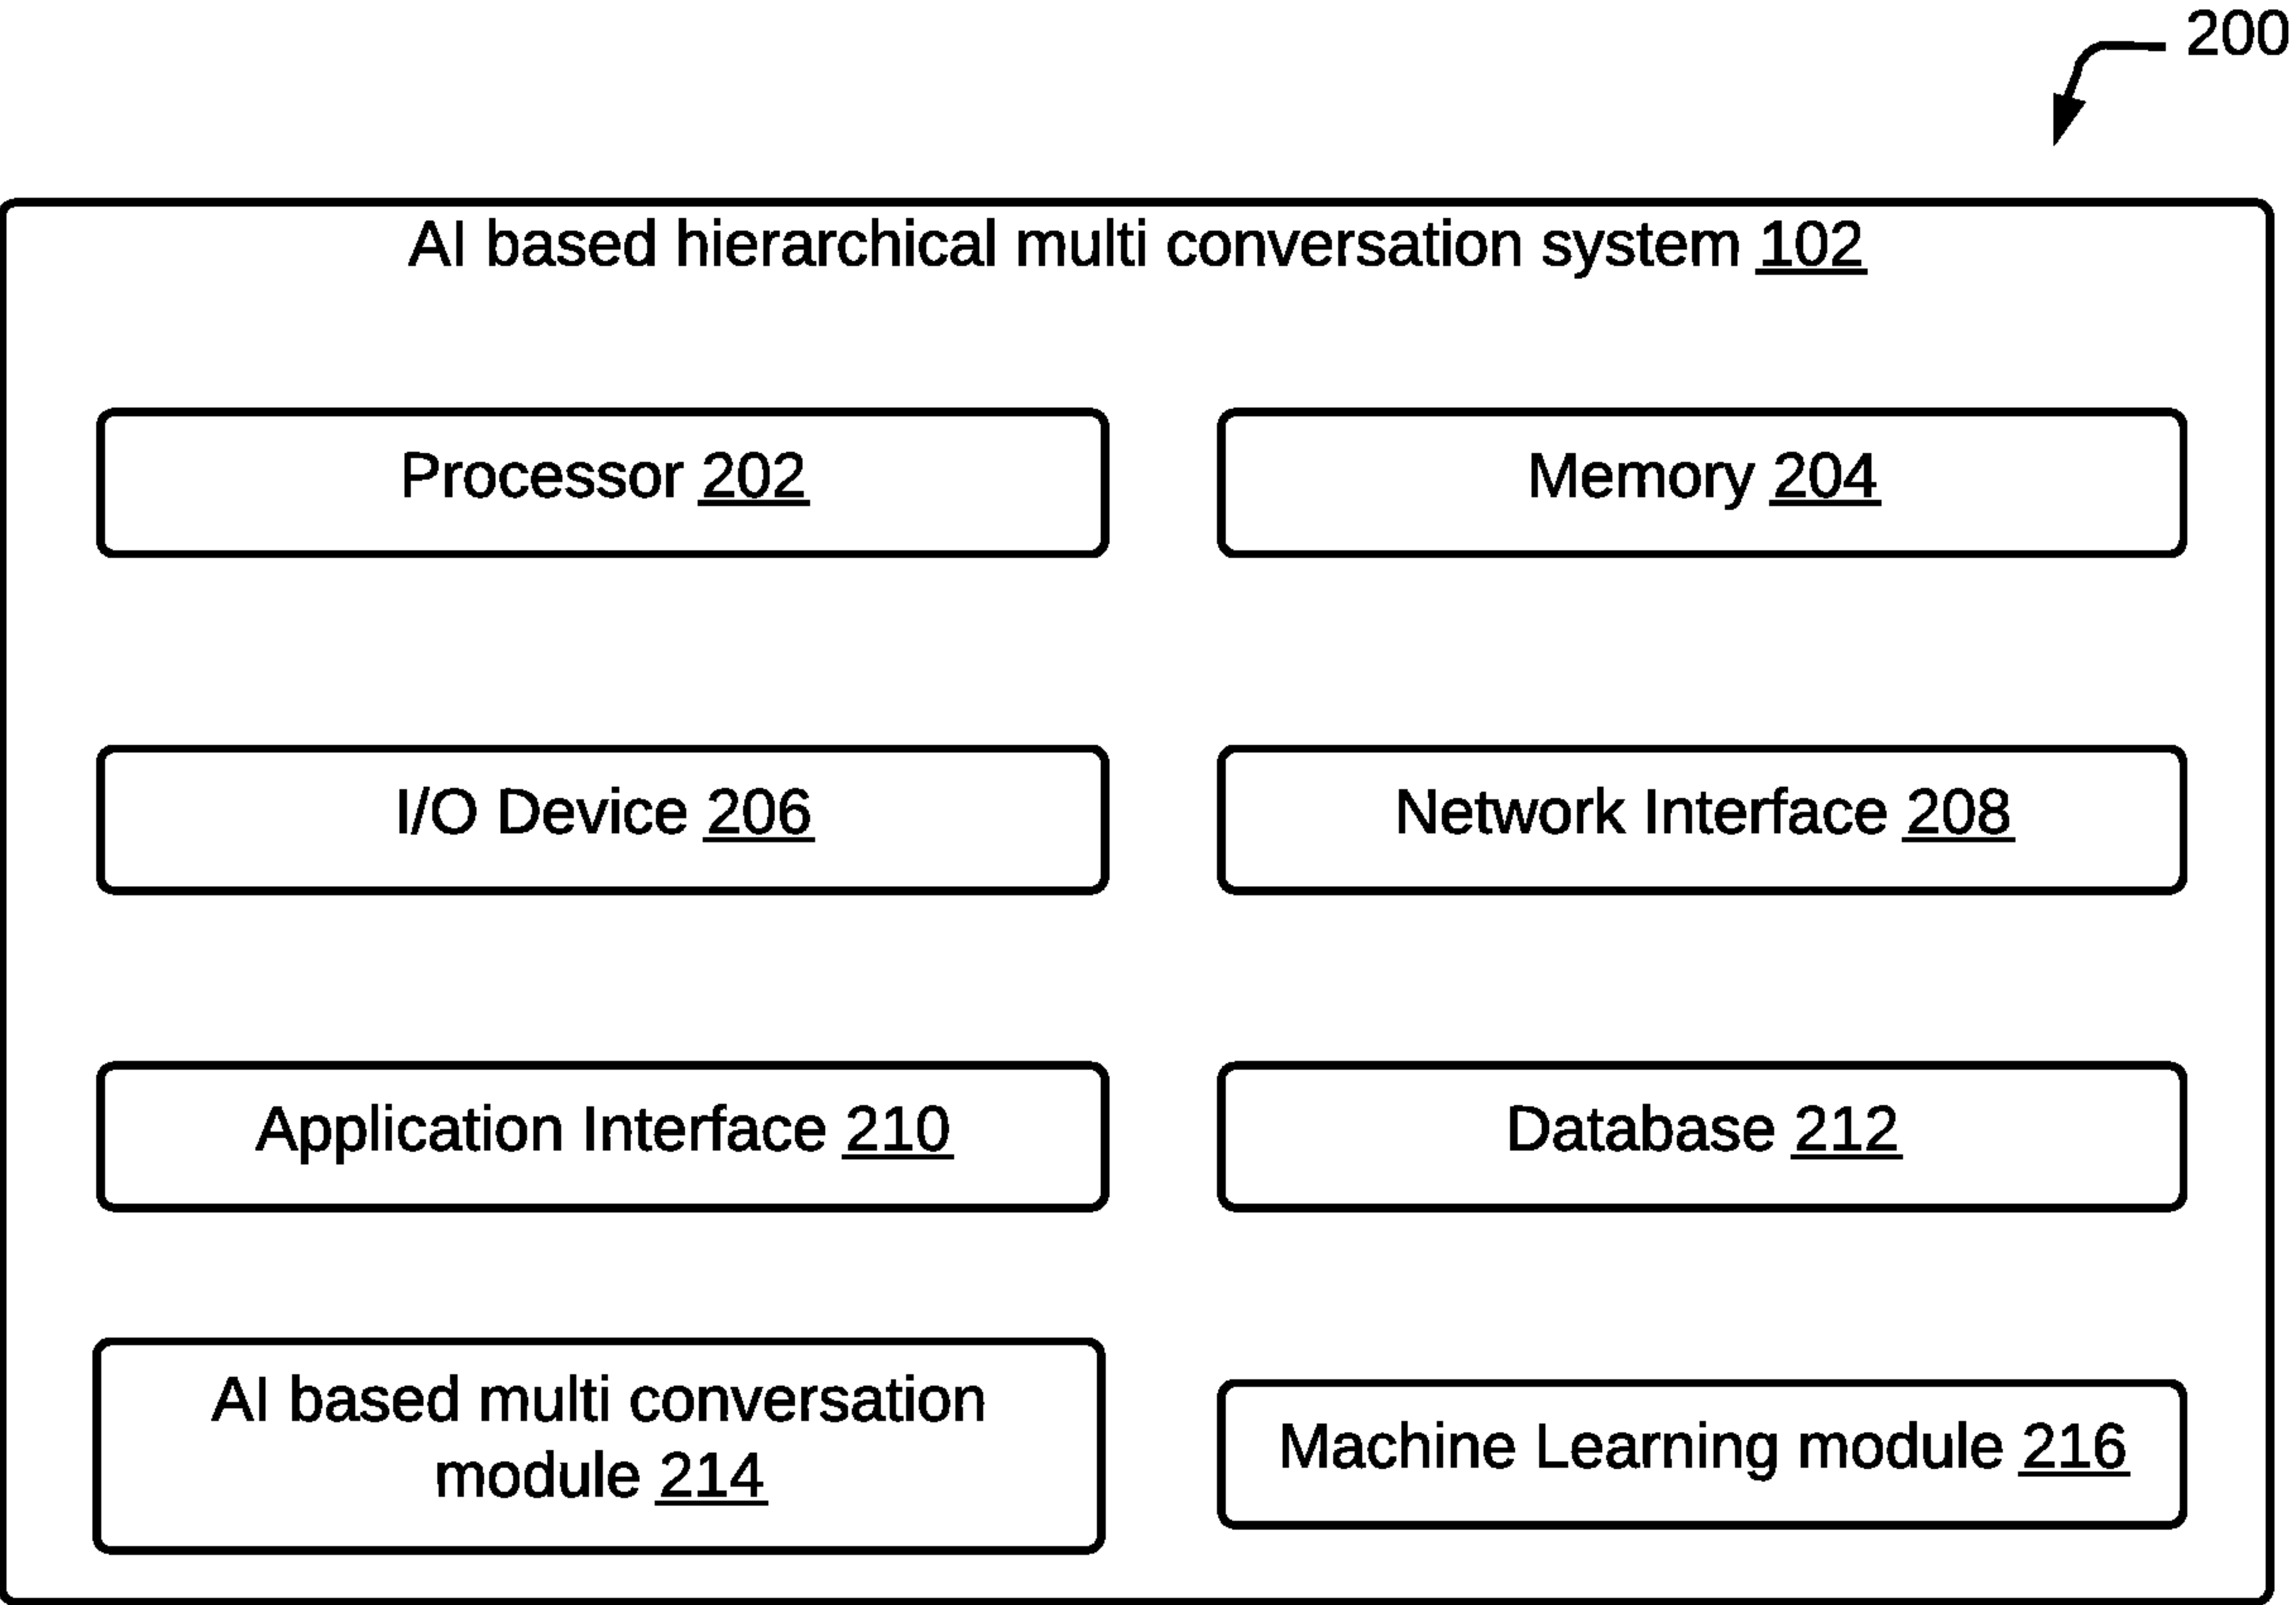 200
AI based hierarchical multi conversation system 102
Processor 202
Memory 204
I/O Device 206
Network Interface 208
Application Interface 210
Database 212
AI based multi conversation
module 214
Machine Learning module 216